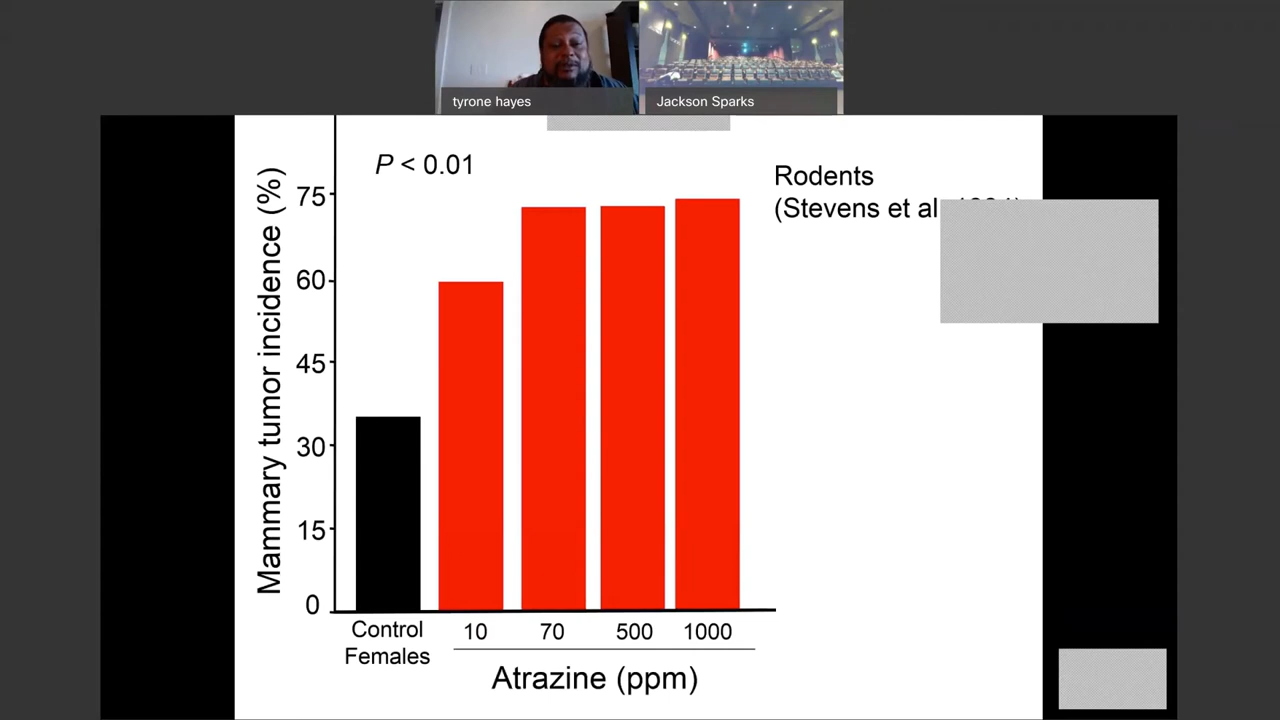 tyrone hayes
Jackson Sparks
P < 0.01
Rodents
(Stevens et al
Mammary tumor incidence (%)
75
60
45
30
15
0
Control
Females
10
70
500
1000
Atrazine (ppm)